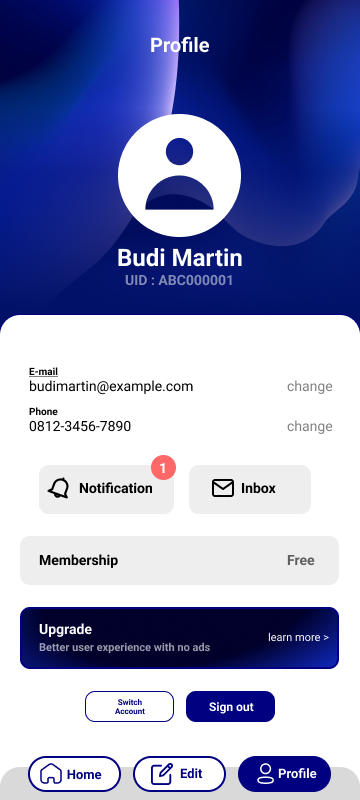 Profile
Budi Martin
UID : ABC000001
E-mail
budimartin@example.com change
Phone
0812-3456-7890 change
1
Notification Inbox
Membership Free
Upgrade
Better user experience with no ads learn more >
Switch
Account
Sign out
Home Edit Profile